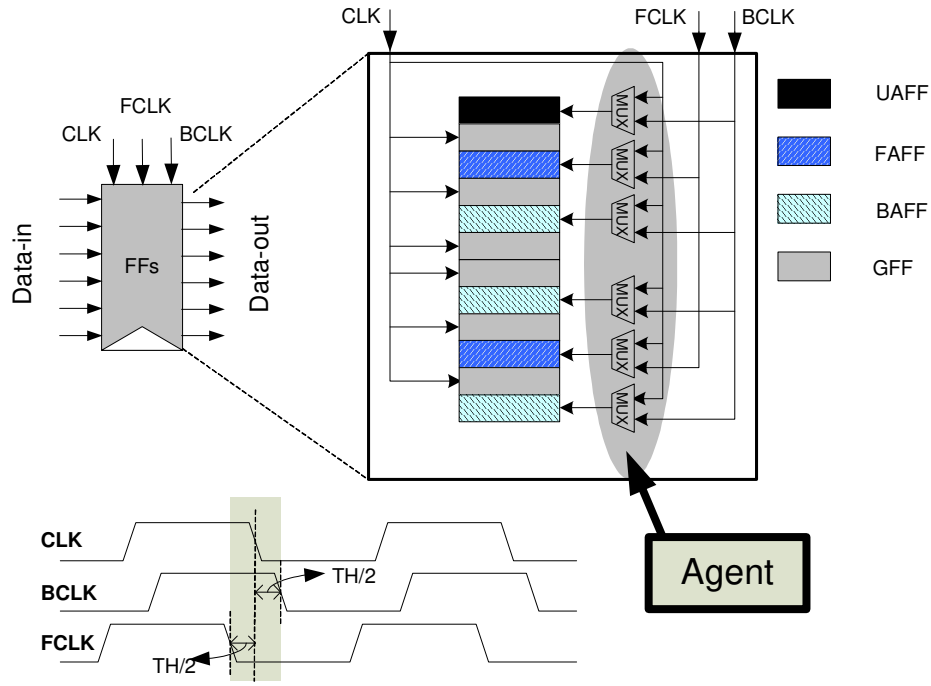 CLK
FCLK
BCLK
FCLK
CLK
BCLK
Data-in
FFs
Data-out
MUX
MUX
MUX
MUX
MUX
MUX
UAFF
FAFF
BAFF
GFF
Agent
CLK
BCLK
FCLK
TH/2
TH/2